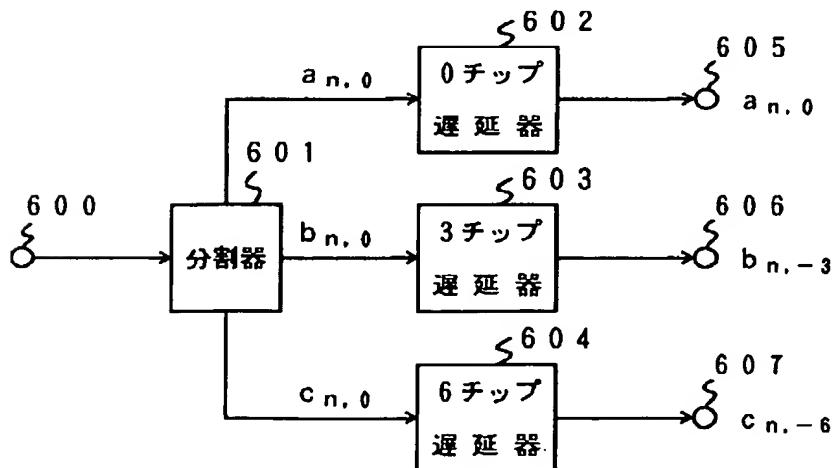 602
605
a n, 0
0チップ
遅延器
a n, 0
601
603
600
606
分割器
b n, 0
3チップ
遅延器
b n, -3
604
607
c n, 0
6チップ
遅延器
c n, -6